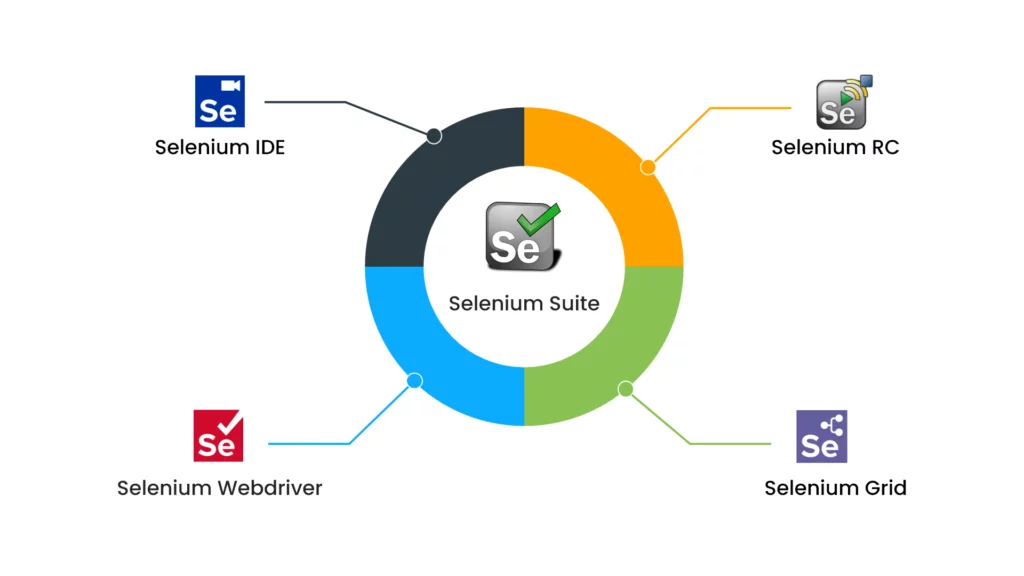 Se
Selenium IDE
Se
Selenium RC
Se
Selenium Suite
Se
Selenium Webdriver
Se
Selenium Grid